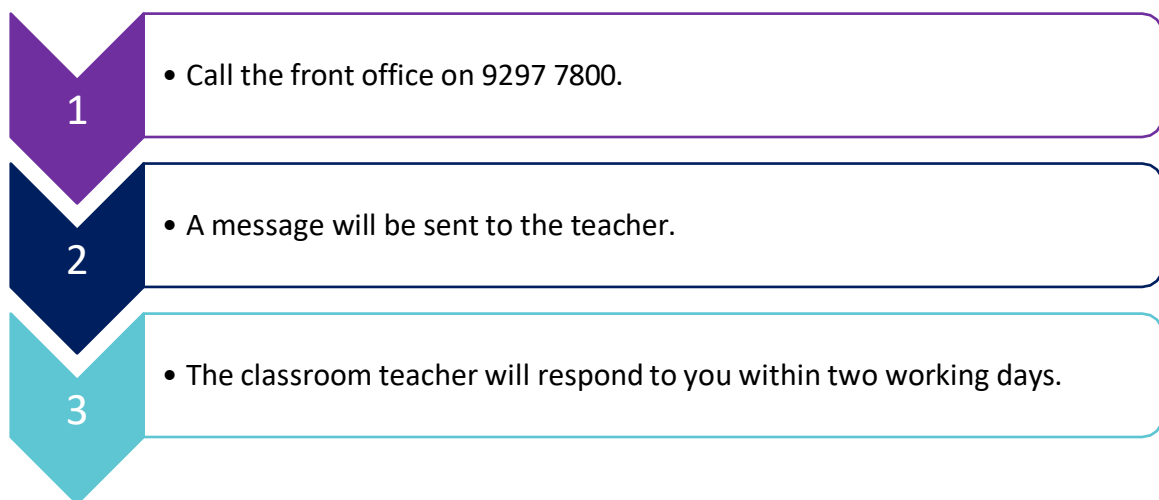 1
• Call the front office on 9297 7800.
2
• A message will be sent to the teacher.
3
• The classroom teacher will respond to you within two working days.